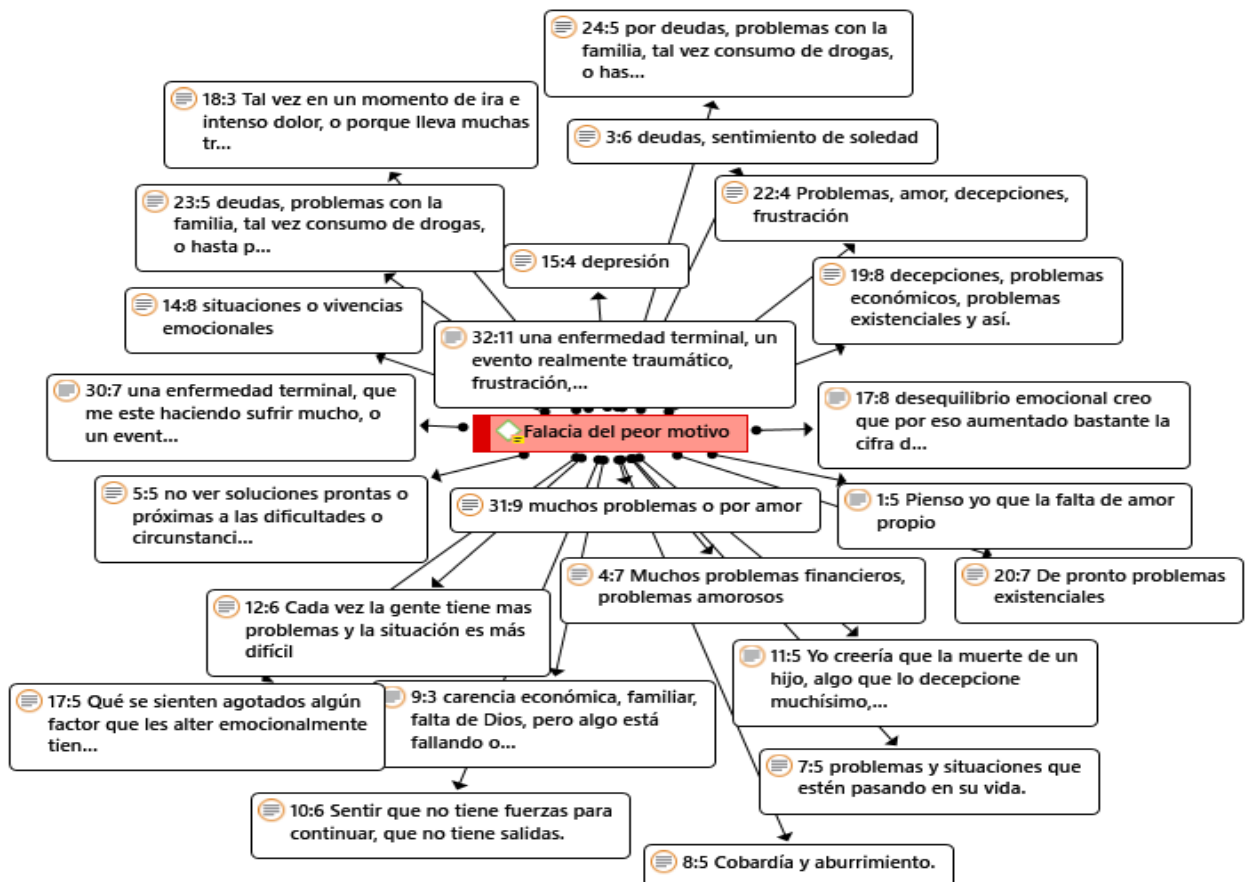 24:5 por deudas, problemas con la
familia, tal vez consumo de drogas,
o has...
18:3 Tal vez en un momento de ira e
intenso dolor, o porque lleva muchas
tr...
3:6 deudas, sentimiento de soledad
23:5 deudas, problemas con la
familia, tal vez consumo de drogas,
o hasta p...
22:4 Problemas, amor, decepciones,
frustración
15:4 depresión
19:8 decepciones, problemas
económicos, problemas
existenciales y así.
14:8 situaciones o vivencias
emocionales
32:11 una enfermedad terminal, un
evento realmente traumático,
frustración,...
30:7 una enfermedad terminal, que
me este haciendo sufrir mucho, o
un event...
17:8 desequilibrio emocional creo
que por eso aumentado bastante la
cifra d...
Falacia del peor motivo
5:5 no ver soluciones prontas o
próximas a las dificultades o
circunstanci...
31:9 muchos problemas o por amor
1:5 Pienso yo que la falta de amor
propio
4:7 Muchos problemas financieros,
problemas amorosos
20:7 De pronto problemas
existenciales
12:6 Cada vez la gente tiene mas
problemas y la situación es más
difícil
11:5 Yo creería que la muerte de un
hijo, algo que lo decepcione
muchísimo,...
17:5 Qué se sienten agotados algún
factor que les alter emocionalmente
tien...
9:3 carencia económica, familiar,
falta de Dios, pero algo está
fallando o...
7:5 problemas y situaciones que
estén pasando en su vida.
10:6 Sentir que no tiene fuerzas para
continuar, que no tiene salidas.
8:5 Cobardía y aburrimiento.